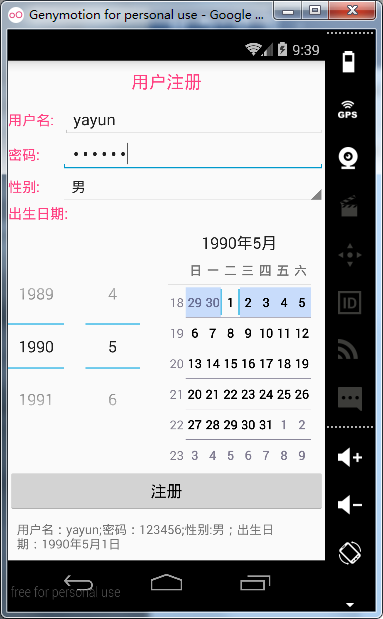 Genymotion for personal use - Google ...
9:39
用户注册
用户名: yayun
GPS
密码: ••••••
性别: 男
出生日期:
1990年5月
日 一 二 三 四 五 六
1989 4 18 29 30 1 2 3 4 5
19 6 7 8 9 10 11 12
1990 5 20 13 14 15 16 17 18 19
ID
21 20 21 22 23 24 25 26
1991 6 22 27 28 29 30 31 1 2
23 3 4 5 6 7 8 9
注册
用户名：yayun;密码：123456;性别:男；出生日
期：1990年5月1日
free for personal use